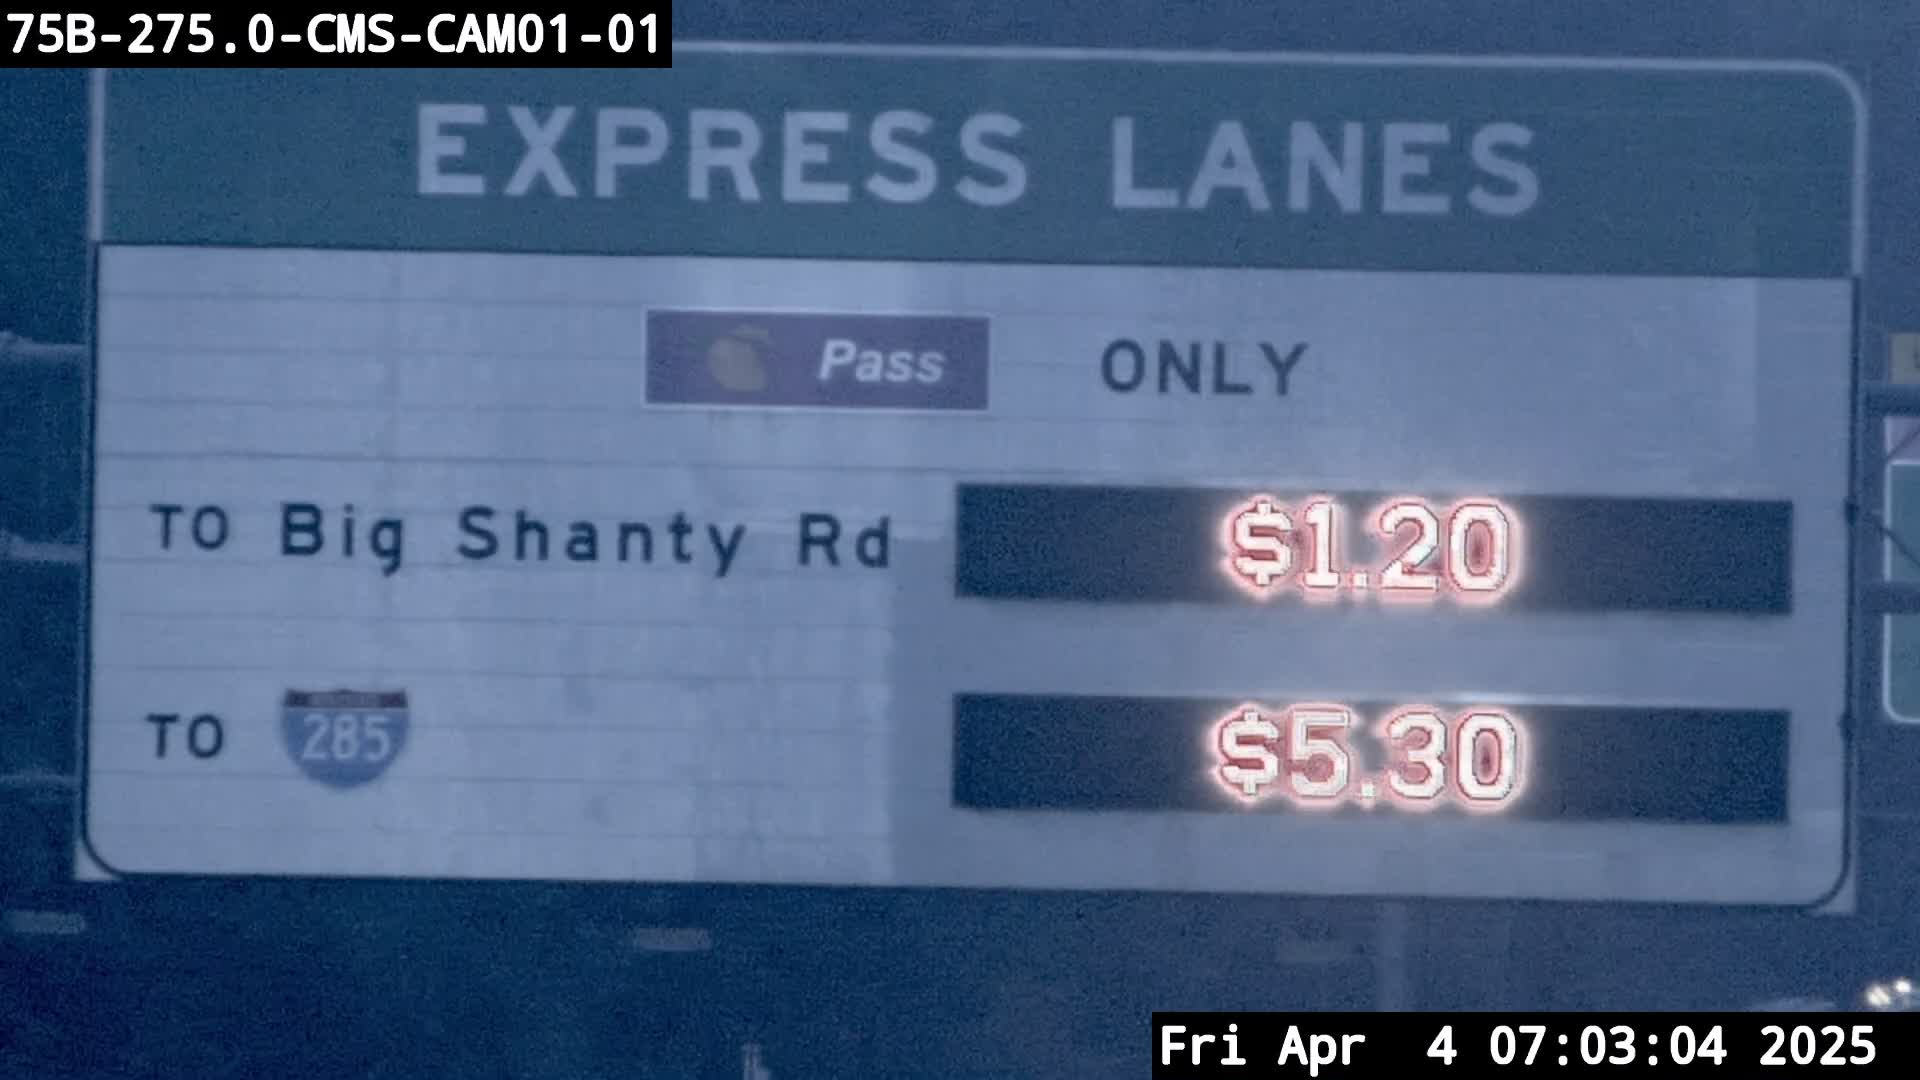 75B-275.0-CMS-CAM01-01
EXPRESS LANES
Pass ONLY
TO Big Shanty Rd $1.20
TO 285 $5.30
Fri Apr 4 07:03:04 2025